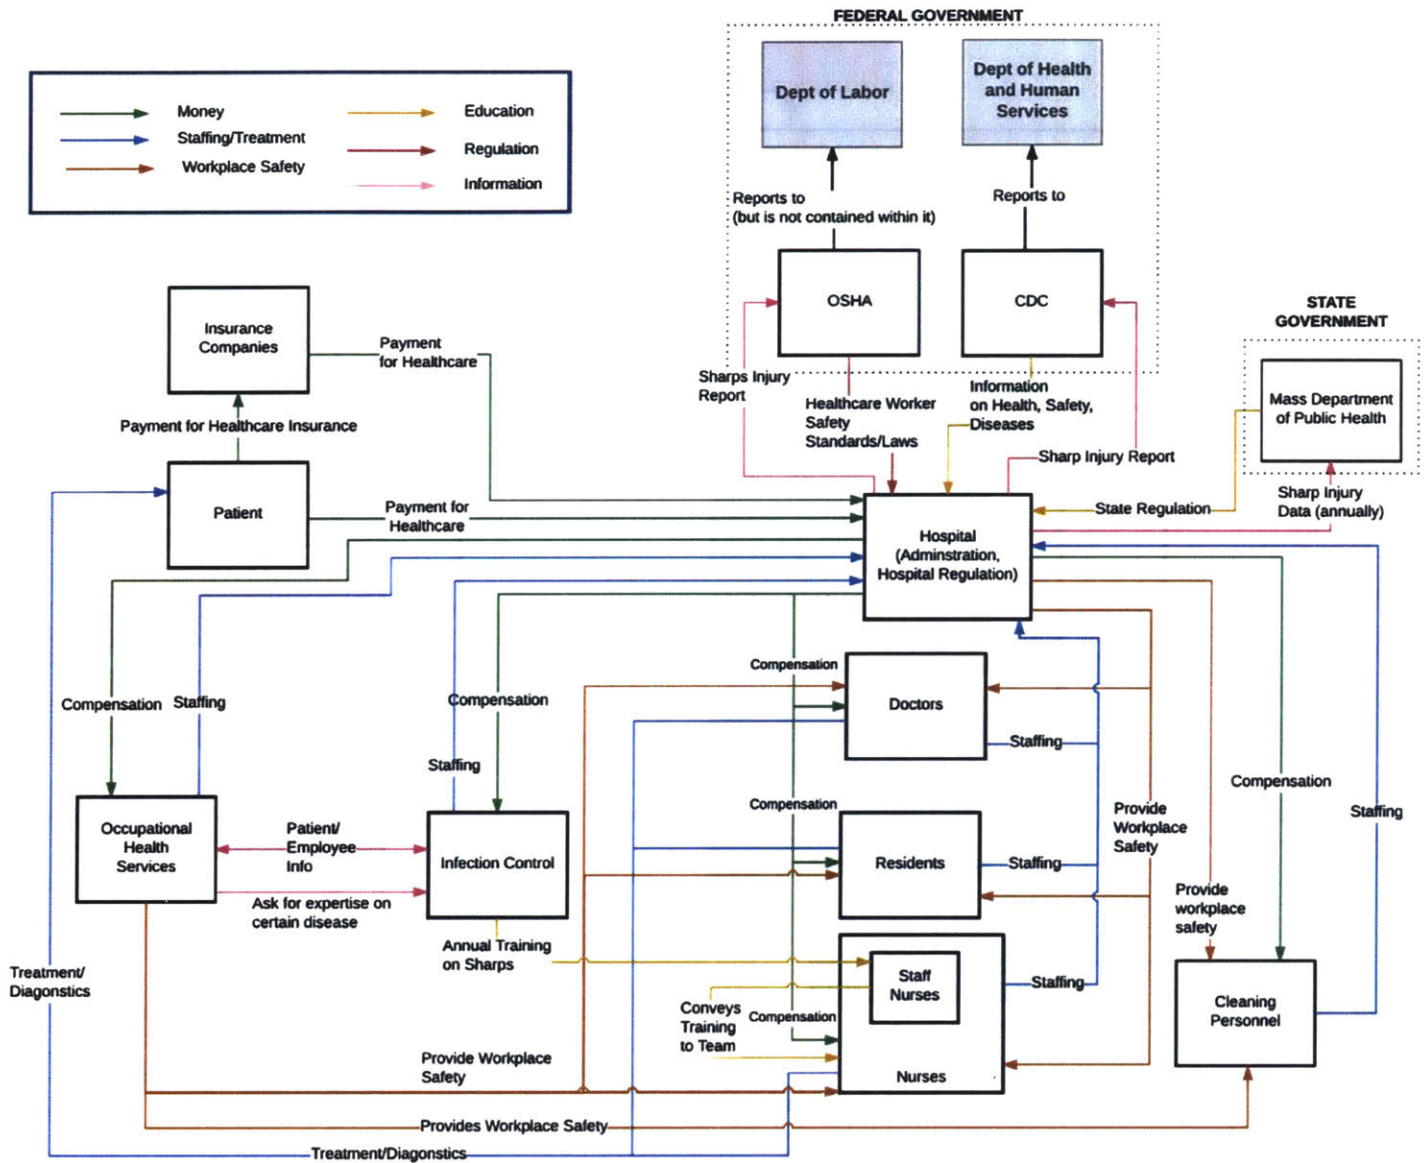 FEDERAL GOVERNMENT
Dept of Labor
Dept of Health
and Human
Services
Money
Staffing/Treatment
Workplace Safety
Education
Regulation
Information
Reports to
(but is not contained within it)
Reports to
OSHA
CDC
STATE
GOVERNMENT
Mass Department
of Public Health
Insurance
Companies
Payment
for Healthcare
Sharps Injury
Report
Healthcare Worker
Safety
Standards/Laws
Information
on Health, Safety,
Diseases
Sharp Injury Report
Payment for Healthcare Insurance
Patient
Payment for
Healthcare
State Regulation
Sharp Injury
Data (annually)
Hospital
(Adminstration,
Hospital Regulation)
Compensation
Staffing
Compensation
Staffing
Compensation
Doctors
Staffing
Compensation
Compensation
Staffing
Occupational
Health
Services
Patient/
Employee
Info
Ask for expertise on
certain disease
Infection Control
Residents
Staffing
Provide
Workplace
Safety
Provide
workplace
safety
Annual Training
on Sharps
Staff
Nurses
Staffing
Treatment/
Diagonstics
Conveys
Training
to Team
Compensation
Nurses
Cleaning
Personnel
Provide Workplace
Safety
Provides Workplace Safety
Treatment/Diagonstics